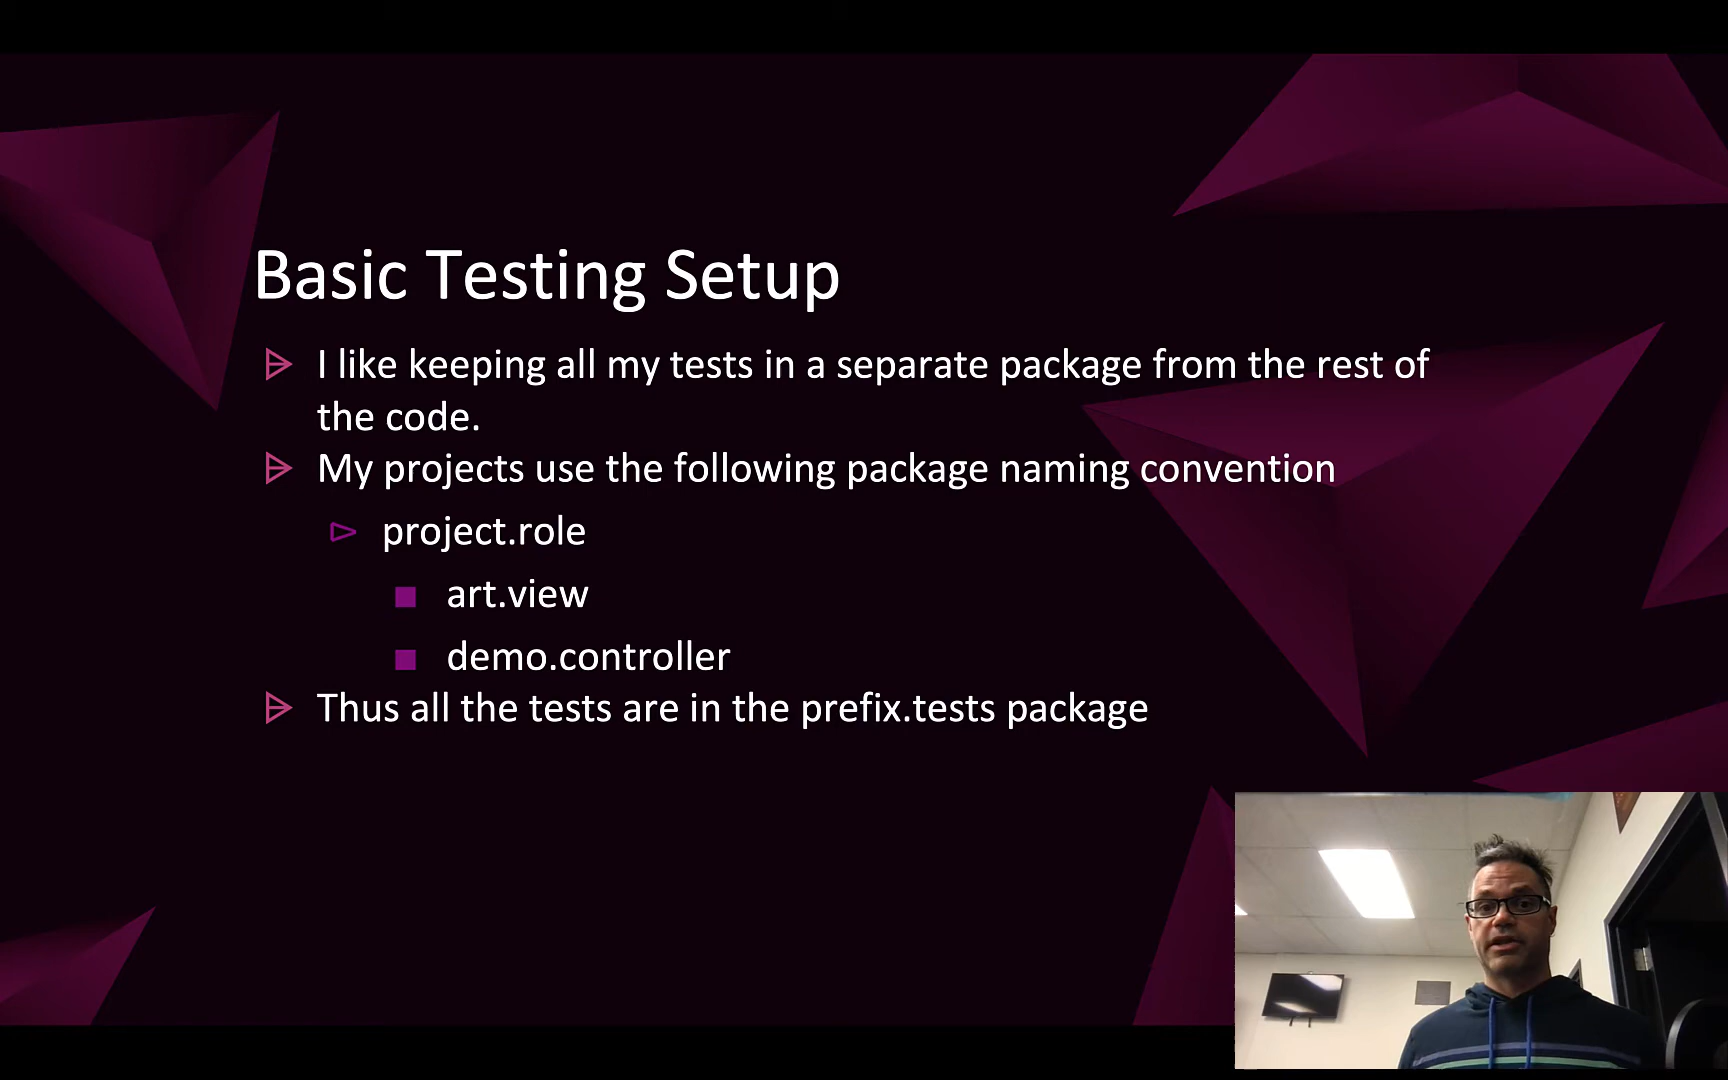 Basic Testing Setup
I like keeping all my tests in a separate package from the rest of
the code.
My projects use the following package naming convention
project.role
art.view
demo.controller
Thus all the tests are in the prefix.tests package